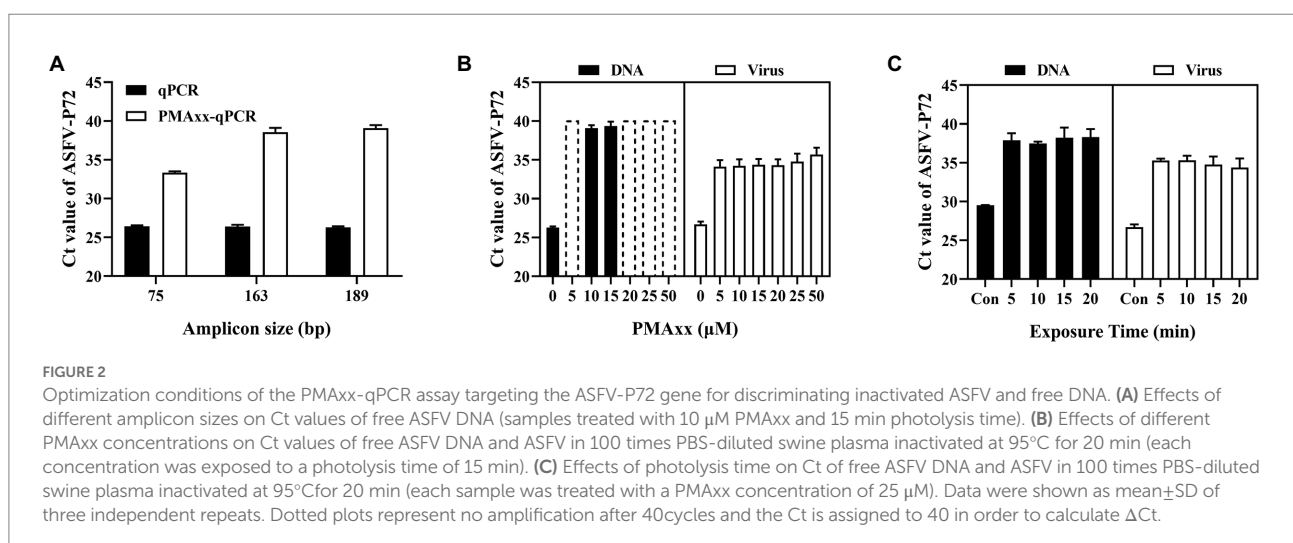 A
B
C
DNA
Virus
DNA
Virus
qPCR
PMAxx-qPCR
Ct value of ASFV-P72
45
40
35
30
25
20
75
163
189
Amplicon size (bp)
Ct value of ASFV-P72
45
40
35
30
25
20
0 5 10 15 20 25 50 0 5 10 15 20 25 50
PMAxx (μM)
Ct value of ASFV-P72
45
40
35
30
25
20
Con 5 10 15 20 Con 5 10 15 20
Exposure Time (min)
FIGURE 2
Optimization conditions of the PMAxx-qPCR assay targeting the ASFV-P72 gene for discriminating inactivated ASFV and free DNA. (A) Effects of
different amplicon sizes on Ct values of free ASFV DNA (samples treated with 10 μM PMAxx and 15 min photolysis time). (B) Effects of different
PMAxx concentrations on Ct values of free ASFV DNA and ASFV in 100 times PBS-diluted swine plasma inactivated at 95°C for 20 min (each
concentration was exposed to a photolysis time of 15 min). (C) Effects of photolysis time on Ct of free ASFV DNA and ASFV in 100 times PBS-diluted
swine plasma inactivated at 95°Cfor 20 min (each sample was treated with a PMAxx concentration of 25 μM). Data were shown as mean±SD of
three independent repeats. Dotted plots represent no amplification after 40cycles and the Ct is assigned to 40 in order to calculate ΔCt.